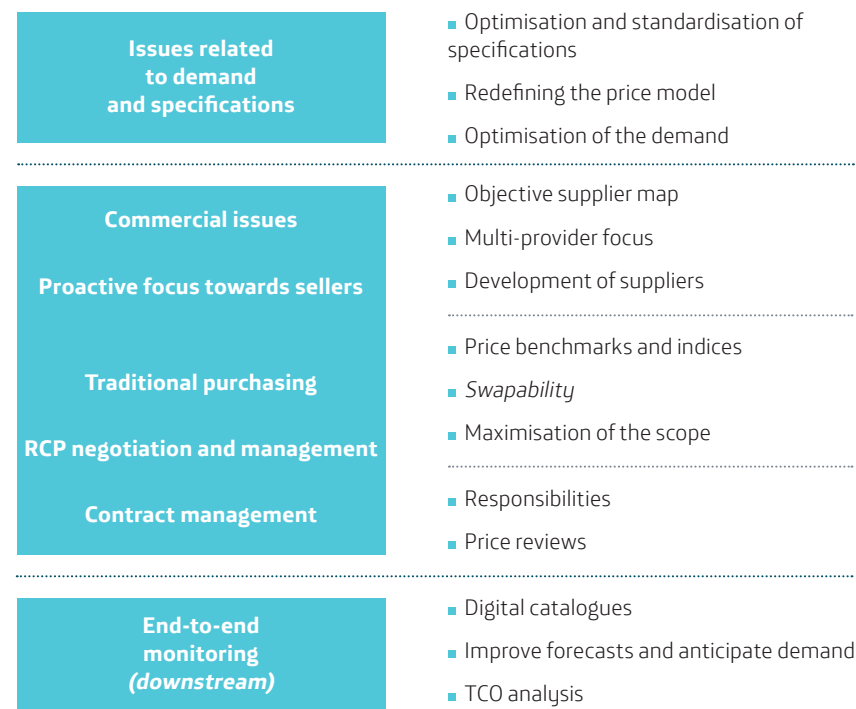 Issues related
to demand
and specifications
Optimisation and standardisation of
specifications
Redefining the price model
Optimisation of the demand
Commercial issues
Proactive focus towards sellers
Traditional purchasing
RCP negotiation and management
Contract management
Objective supplier map
Multi-provider focus
Development of suppliers
Price benchmarks and indices
Swapability
Maximisation of the scope
Responsibilities
Price reviews
End-to-end
monitoring
(downstream)
Digital catalogues
Improve forecasts and anticipate demand
TCO analysis